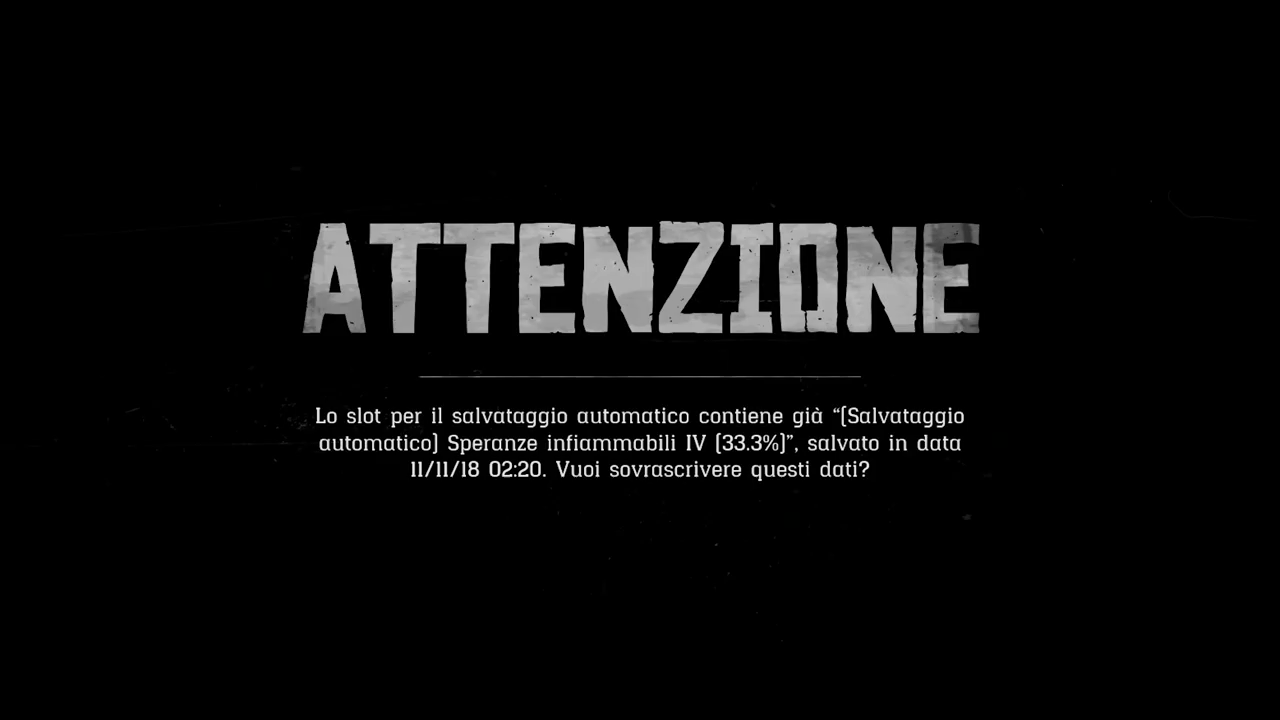 ATTENZIONE
Lo slot per il salvataggio automatico contiene già “(Salvataggio
automatico) Speranze infiammabili IV (33.3%)”, salvato in data
11/11/18 02:20. Vuoi sovrascrivere questi dati?